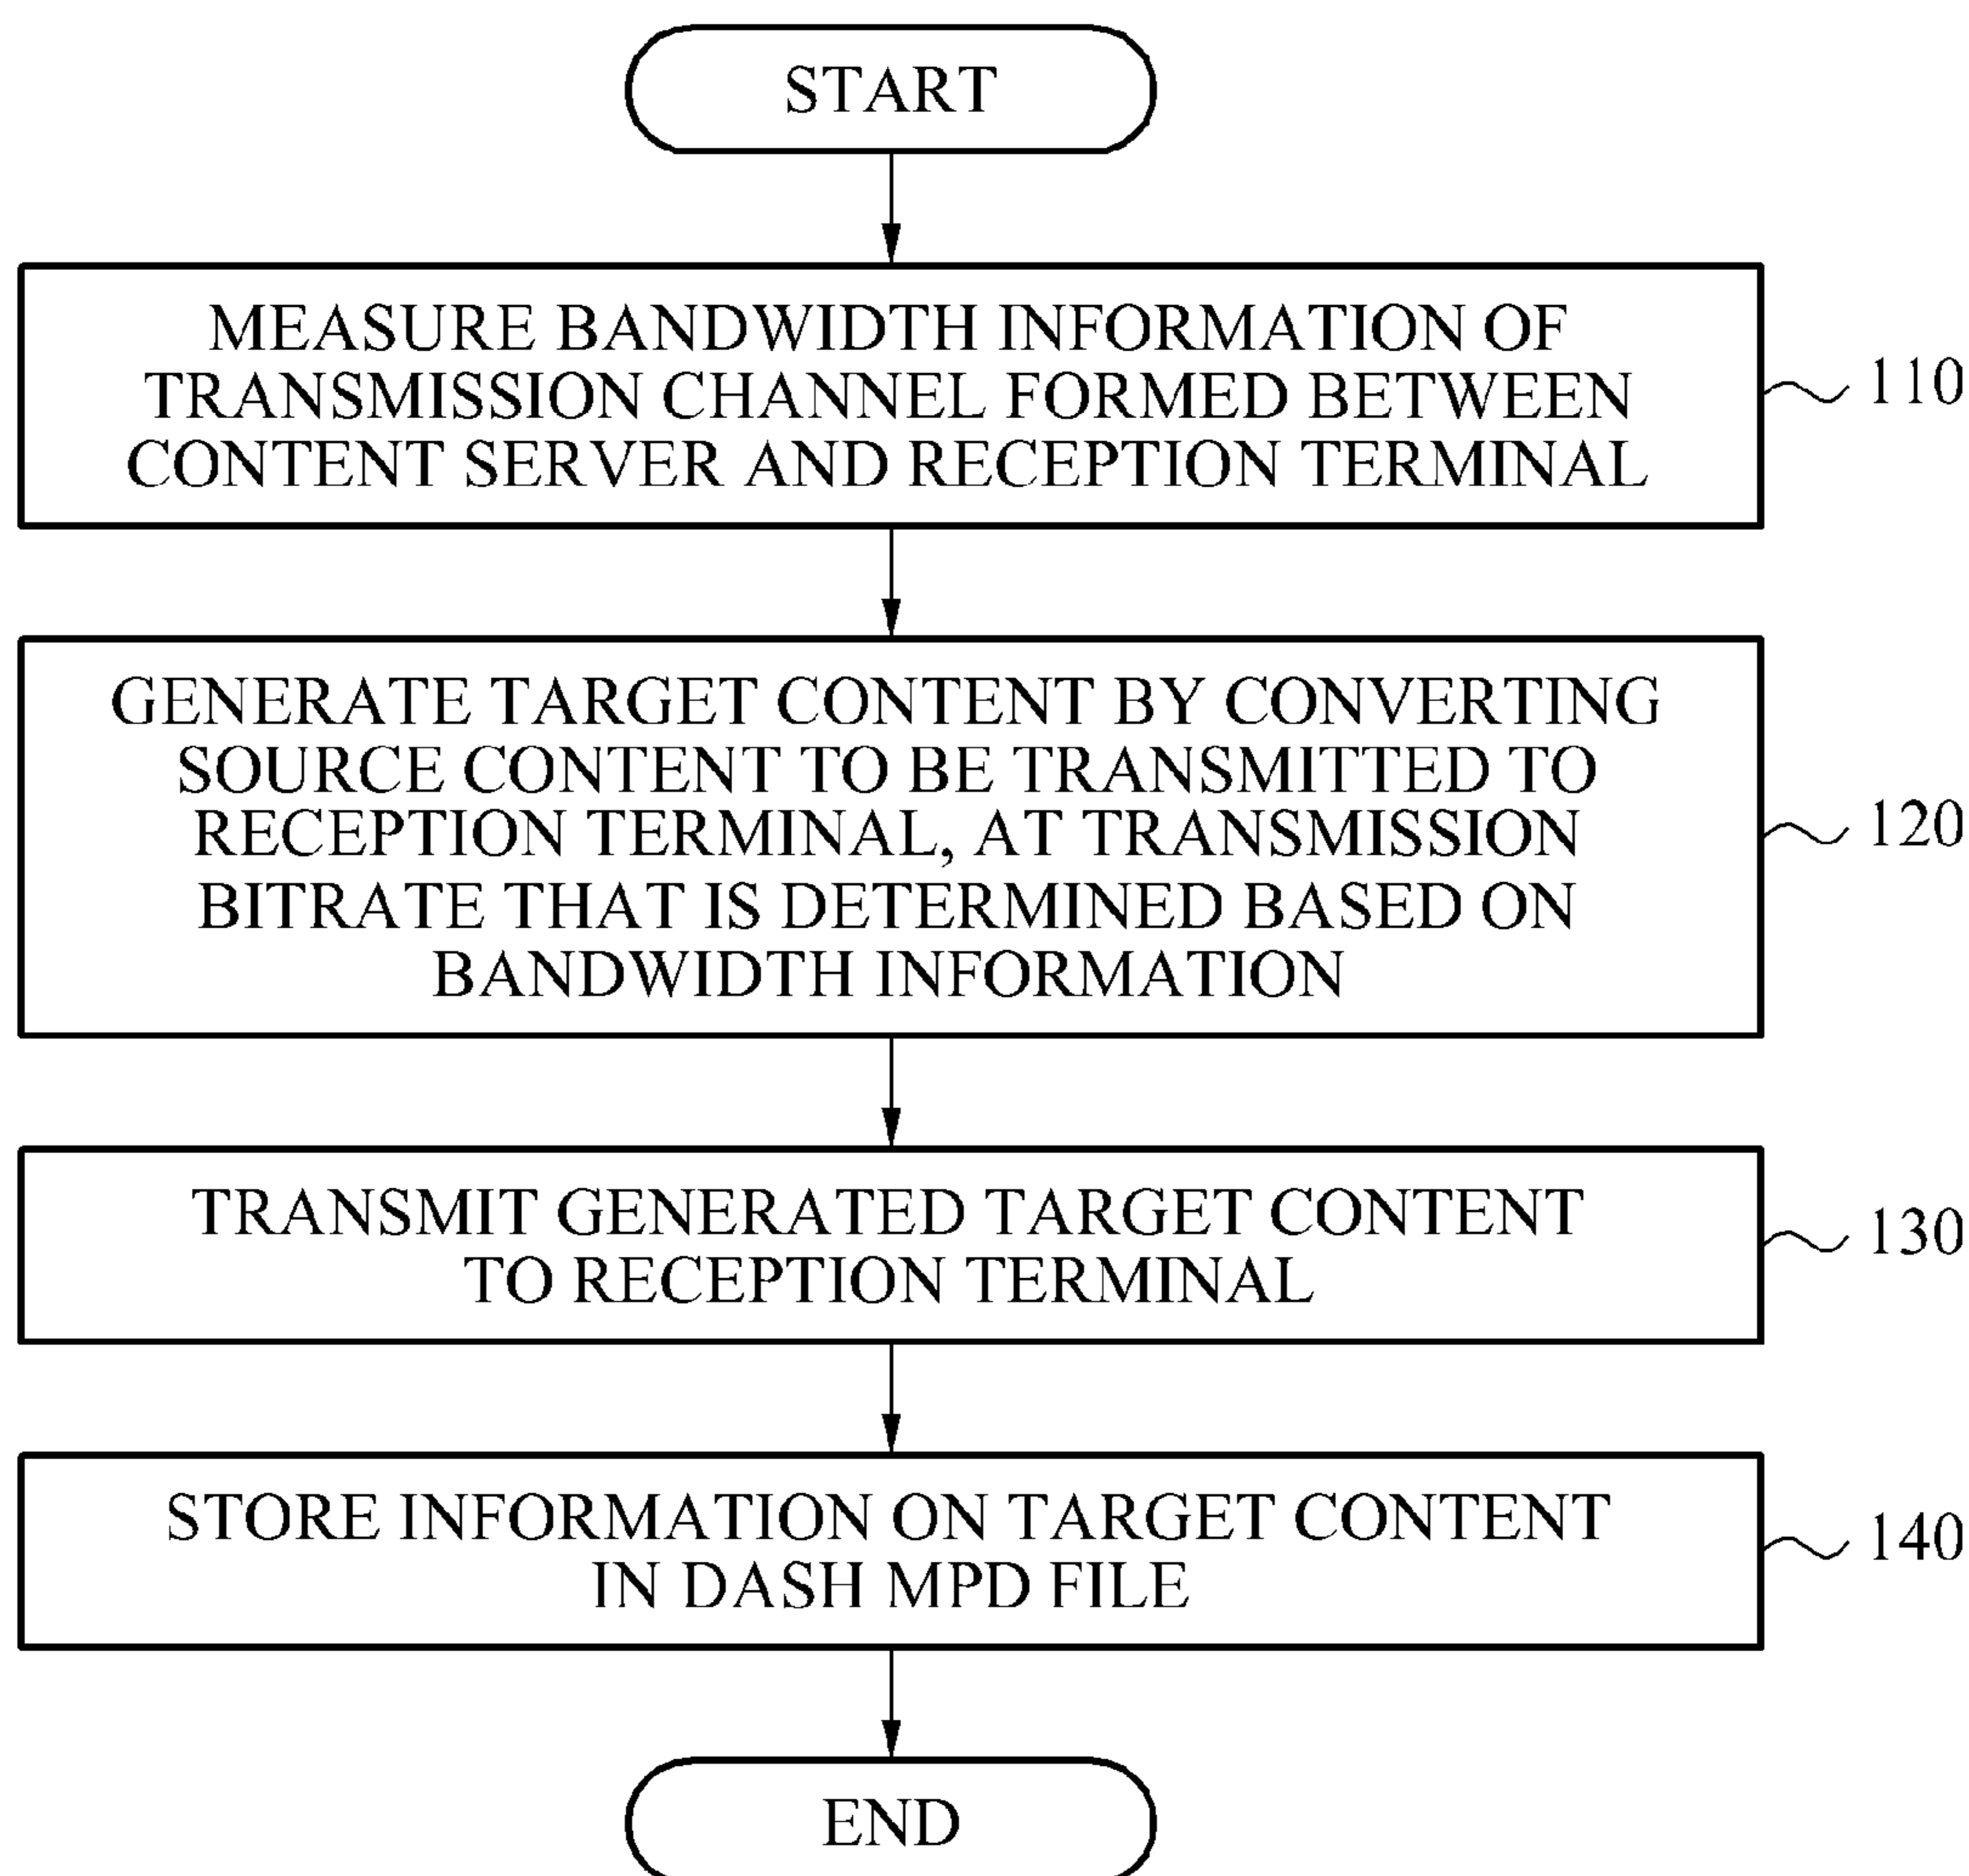 START
MEASURE BANDWIDTH INFORMATION OF
TRANSMISSION CHANNEL FORMED BETWEEN
CONTENT SERVER AND RECEPTION TERMINAL
110
GENERATE TARGET CONTENT BY CONVERTING
SOURCE CONTENT TO BE TRANSMITTED TO
RECEPTION TERMINAL, AT TRANSMISSION
BITRATE THAT IS DETERMINED BASED ON
BANDWIDTH INFORMATION
120
TRANSMIT GENERATED TARGET CONTENT
TO RECEPTION TERMINAL
130
STORE INFORMATION ON TARGET CONTENT
IN DASH MPD FILE
140
END